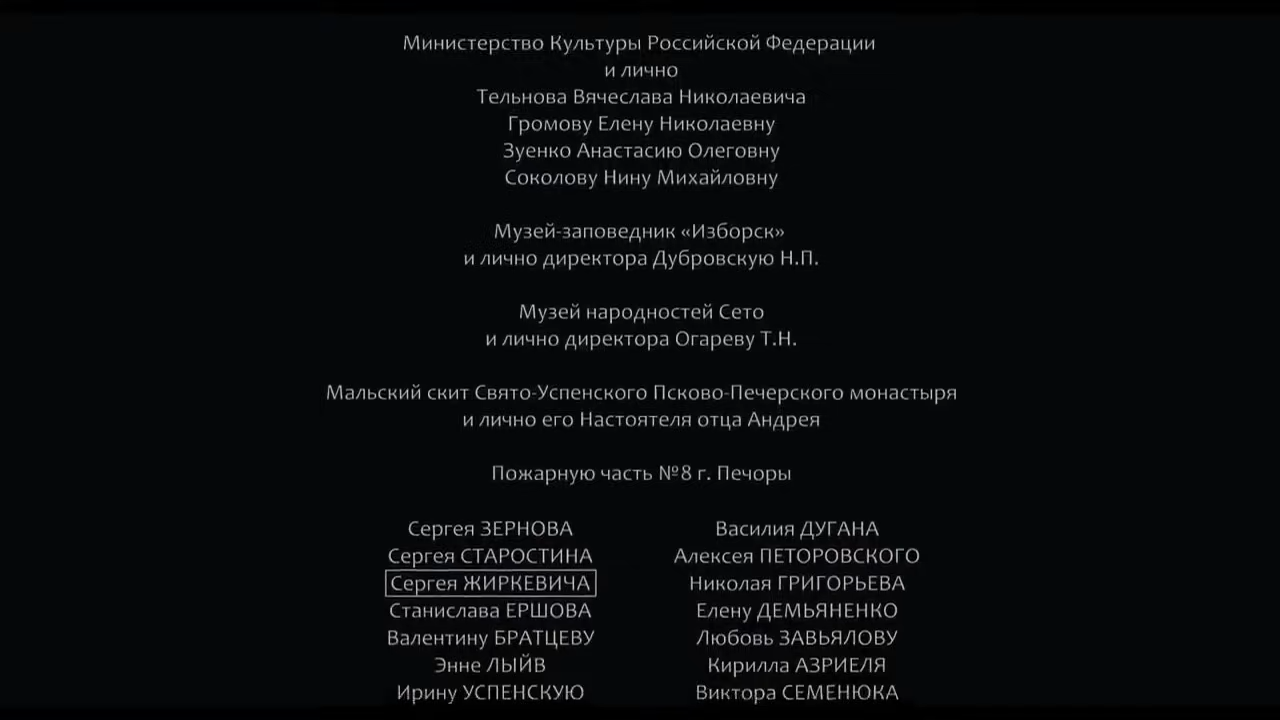 Министерство Культуры Российской Федерации
и лично
Тельнова Вячеслава Николаевича
Громову Елену Николаевну
Зуенко Анастасию Олеговну
Соколову Нину Михайловну
Музей-заповедник «Изборск»
и лично директора Дубровскую Н.П.
Музей народностей Сето
и лично директора Огареву Т.Н.
Мальский скит Свято-Успенского Псково-Печерского монастыря
и лично его Настоятеля отца Андрея
Пожарную часть №8 г. Печоры
Сергея ЗЕРНОВА
Сергея СТАРОСТИНА
Сергея ЖИРКЕВИЧА
Станислава ЕРШОВА
Валентину БРАТЦЕВУ
Энне ЛЫЙВ
Ирину УСПЕНСКУЮ
Василия ДУГАНА
Алексея ПЕТОРОВСКОГО
Николая ГРИГОРЬЕВА
Елену ДЕМЬЯНЕНКО
Любовь ЗАВЬЯЛОВУ
Кирилла АЗРИЕЛЯ
Виктора СЕМЕНЮКА